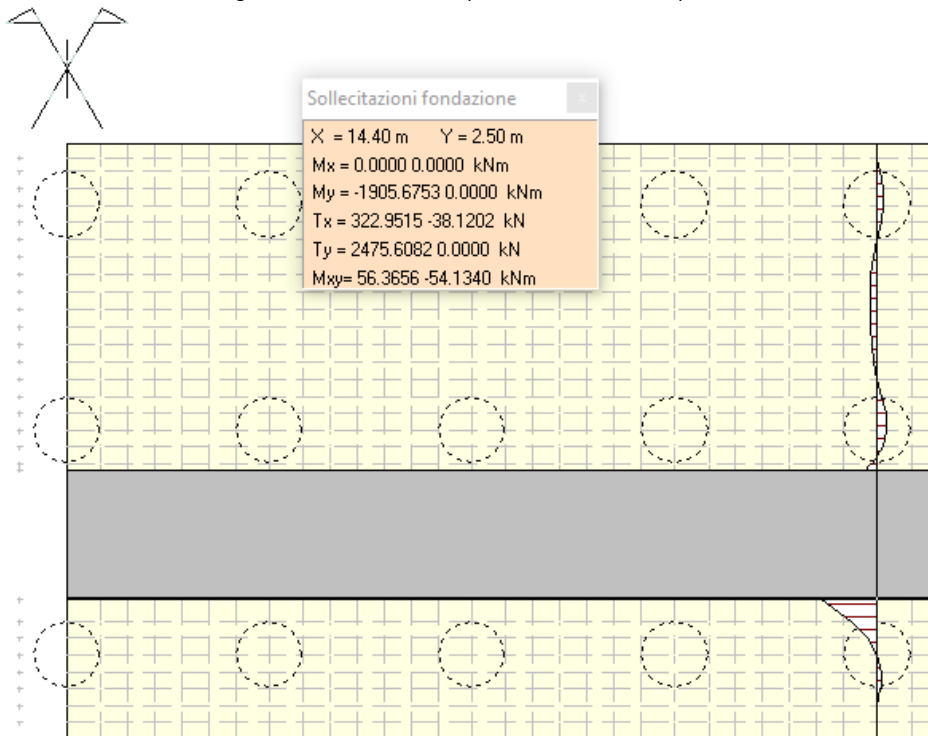 Sollecitazioni fondazione
X = 14.40 m Y = 2.50 m
Mx = 0.0000 0.0000 kNm
My = -1905.6753 0.0000 kNm
Tx = 322.9515 -38.1202 kN
Ty = 2475.6082 0.0000 kN
Mxy= 56.3656 -54.1340 kNm